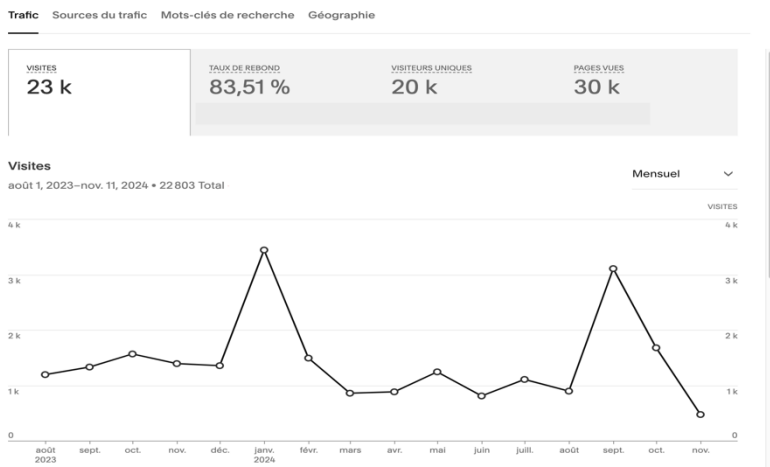 Trafic Sources du trafic Mots-clés de recherche Géographie
VISITES TAUX DE REBOND VISITEURS UNIQUES PAGES VUES
23 k 83,51 % 20 k 30 k
Visites
août 1, 2023–nov. 11, 2024 • 22 803 Total
Mensuel
VISITES
4 k 4 k
3 k 3 k
2 k 2 k
1 k 1 k
0 0
août sept. oct. nov. déc. janv. févr. mars avr. mai juin juill. août sept. oct. nov.
2023 2024